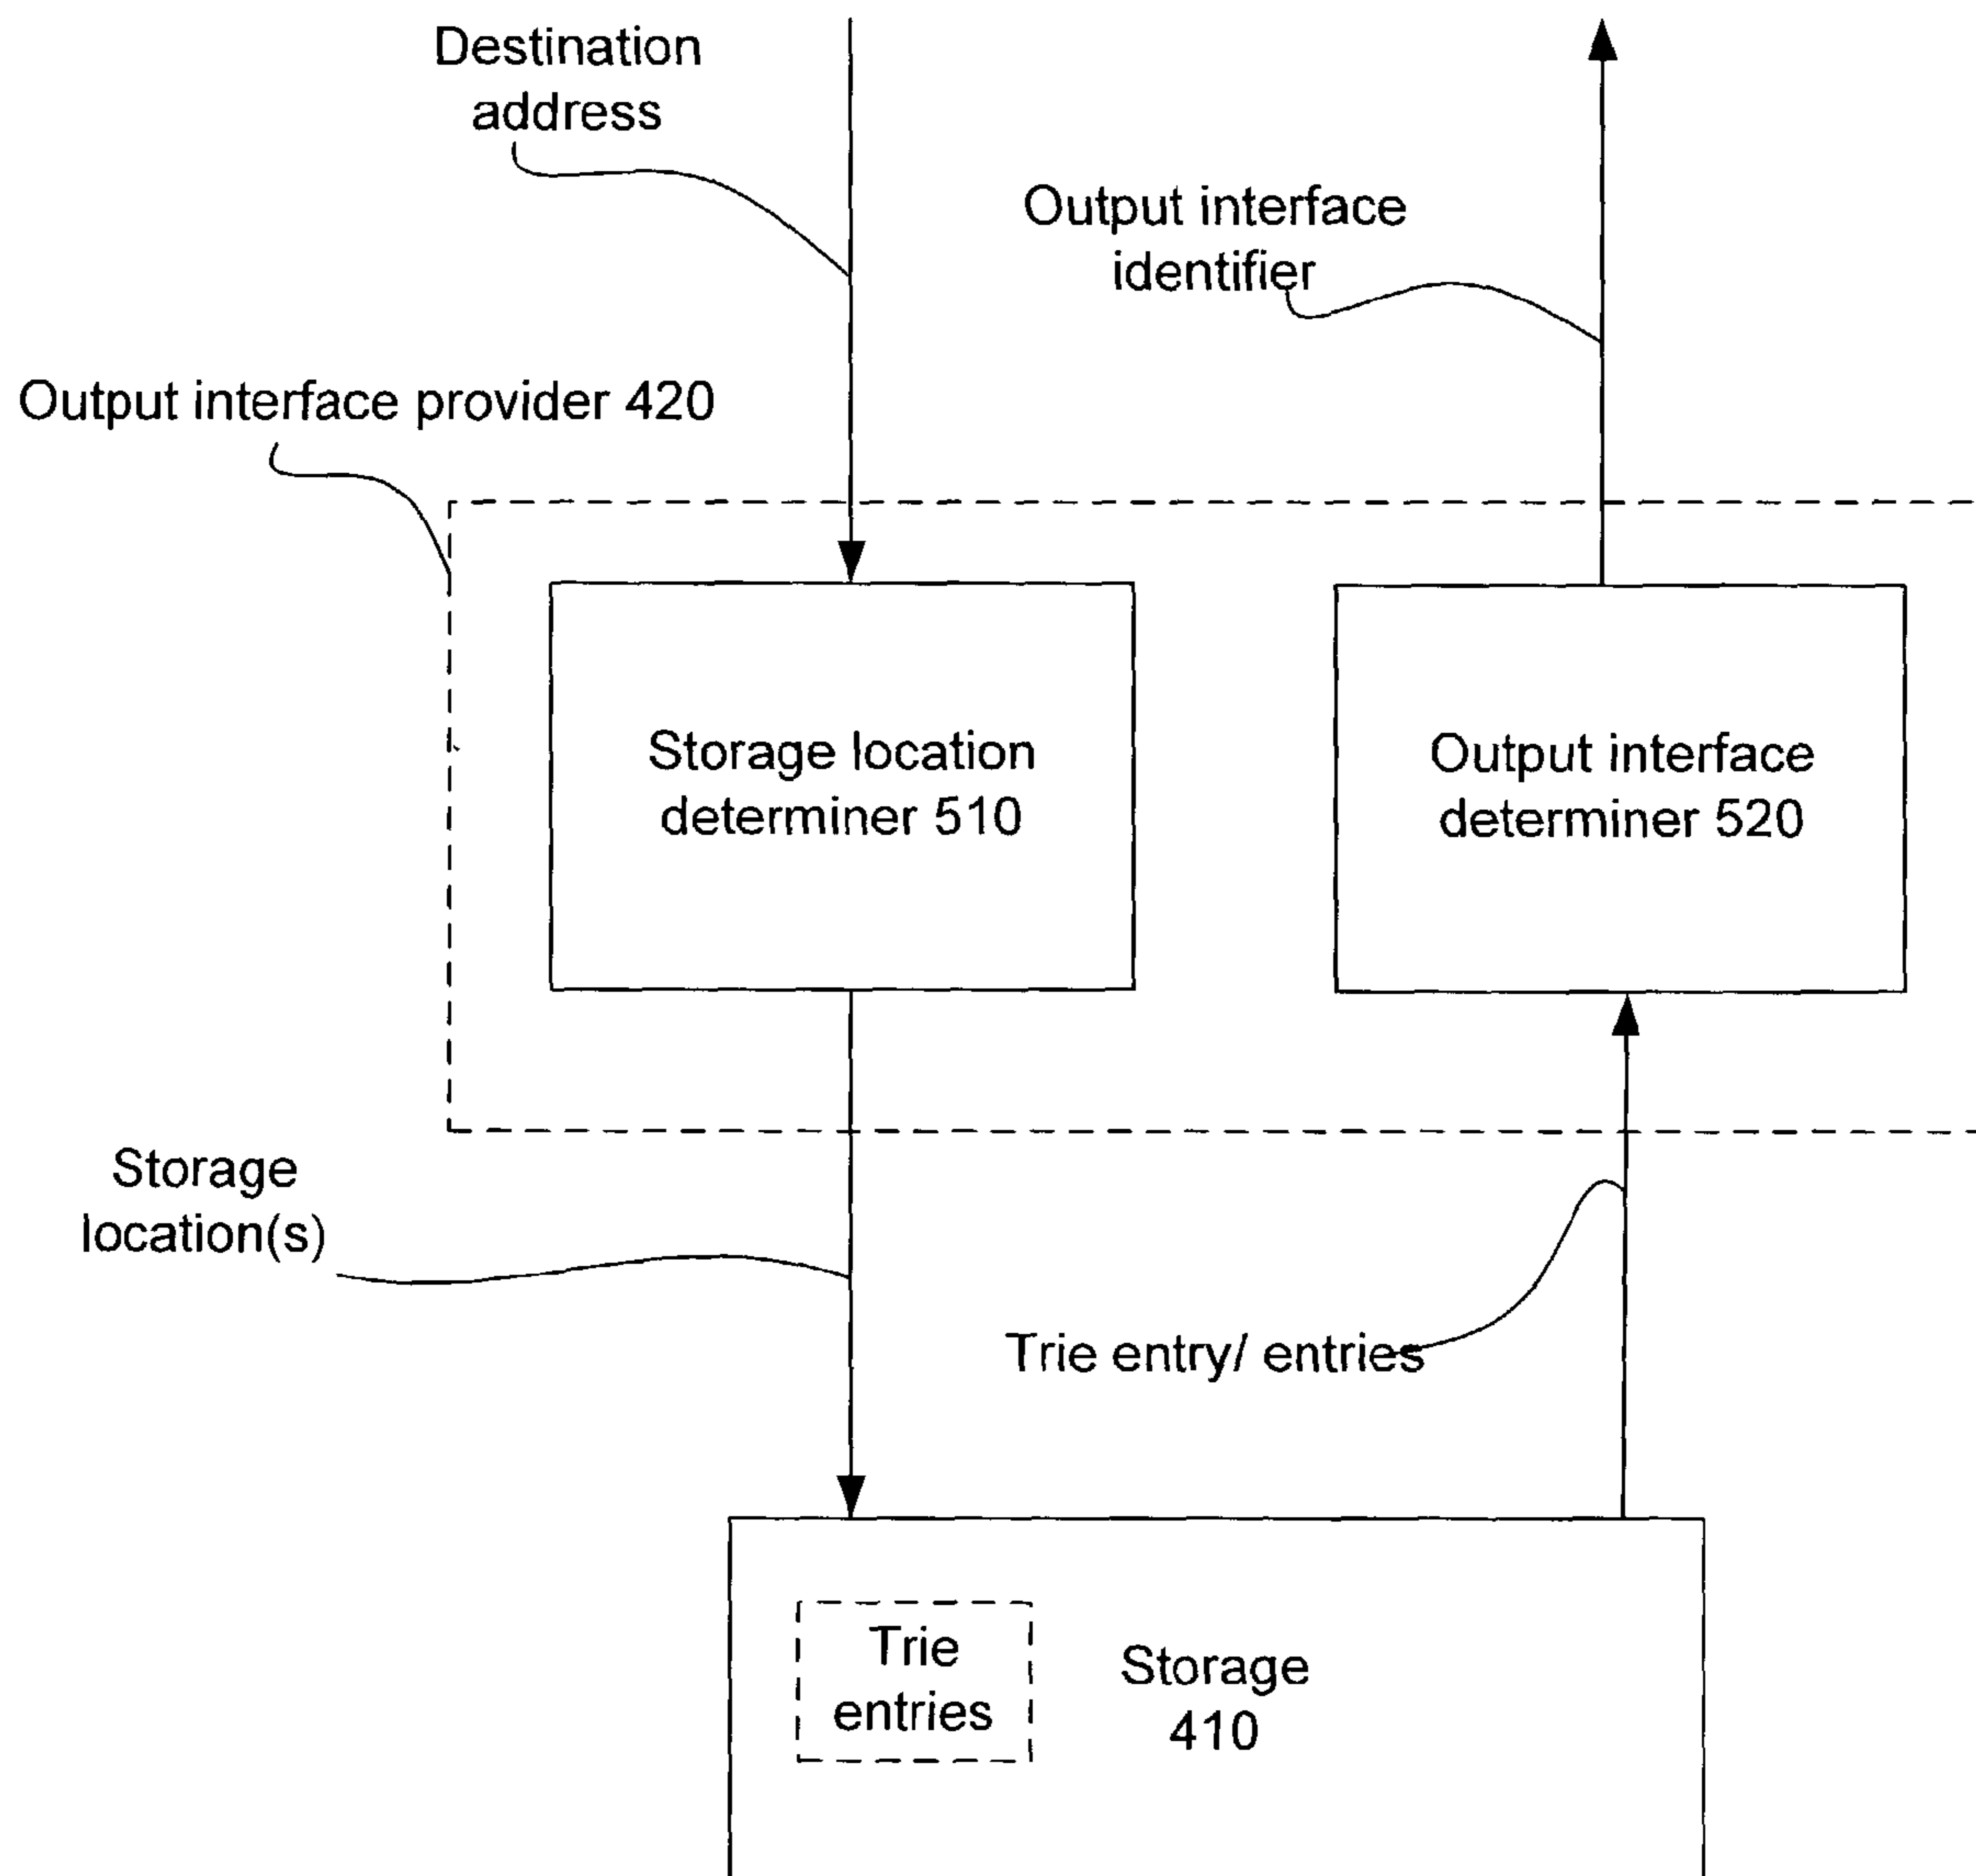 Destination
address
Output interface
identifier
Output interface provider 420
Storage location
determiner 510
Output interface
determiner 520
Storage
location(s)
Trie entry/ entries
Trie
entries
Storage
410